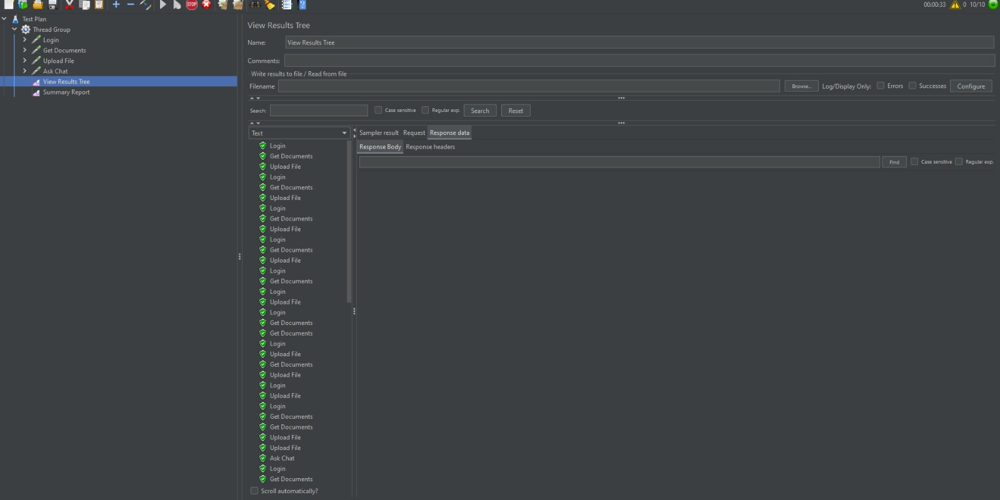 STOP
?
00:00:33 0 10/10
Test Plan
Thread Group
Login
Get Documents
Upload File
Ask Chat
View Results Tree
Summary Report
View Results Tree
Name: View Results Tree
Comments:
Write results to file / Read from file
Filename Browse... Log/Display Only: Errors Successes Configure
Search: Case sensitive Regular exp. Search Reset
Text
Sampler result Request Response data
Response Body Response headers
Find Case sensitive Regular exp.
Login
Get Documents
Upload File
Login
Get Documents
Upload File
Login
Get Documents
Upload File
Login
Get Documents
Upload File
Login
Get Documents
Login
Upload File
Login
Get Documents
Get Documents
Login
Upload File
Get Documents
Upload File
Login
Upload File
Login
Get Documents
Get Documents
Upload File
Upload File
Ask Chat
Login
Get Documents
Scroll automatically?